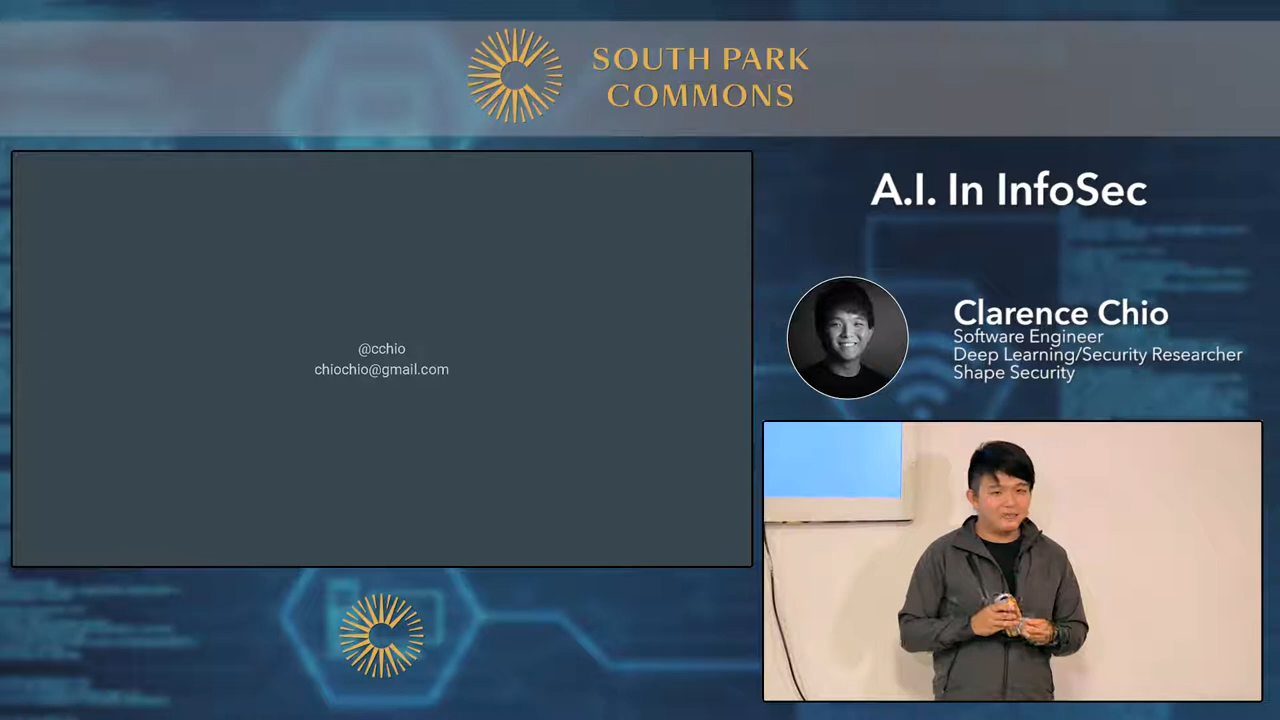 SOUTH PARK
COMMONS
@cchio
chiochio@gmail.com
A.I. In InfoSec
Clarence Chio
Software Engineer
Deep Learning/Security Researcher
Shape Security